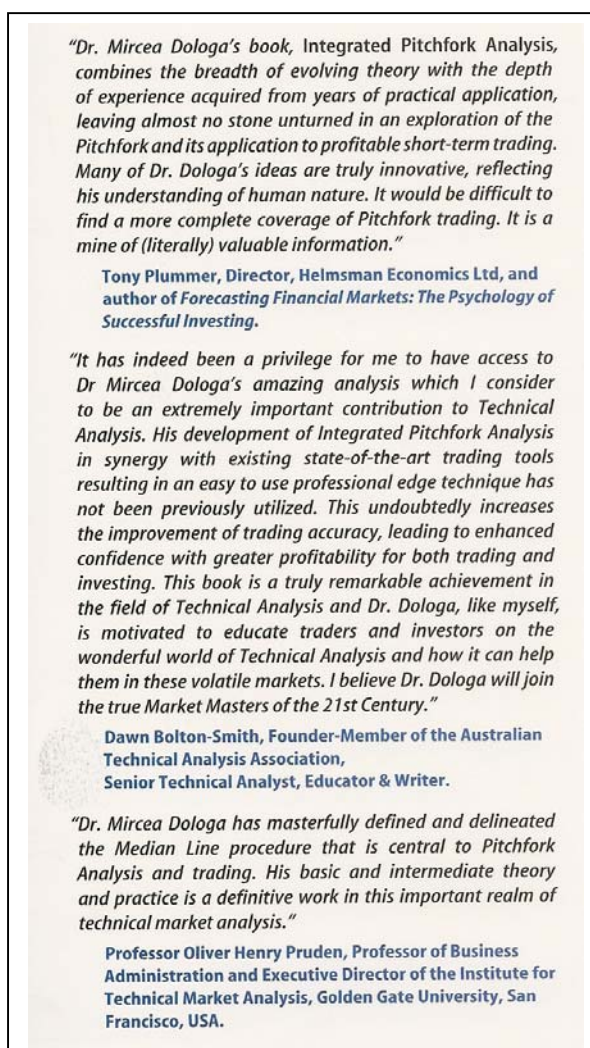 "Dr. Mircea Dologa's book, Integrated Pitchfork Analysis,
combines the breadth of evolving theory with the depth
of experience acquired from years of practical application,
leaving almost no stone unturned in an exploration of the
Pitchfork and its application to profitable short-term trading.
Many of Dr. Dologa's ideas are truly innovative, reflecting
his understanding of human nature. It would be difficult to
find a more complete coverage of Pitchfork trading. It is a
mine of (literally) valuable information."
Tony Plummer, Director, Helmsman Economics Ltd, and
author of Forecasting Financial Markets: The Psychology of
Successful Investing.
"It has indeed been a privilege for me to have access to
Dr Mircea Dologa's amazing analysis which I consider
to be an extremely important contribution to Technical
Analysis. His development of Integrated Pitchfork Analysis
in synergy with existing state-of-the-art trading tools
resulting in an easy to use professional edge technique has
not been previously utilized. This undoubtedly increases
the improvement of trading accuracy, leading to enhanced
confidence with greater profitability for both trading and
investing. This book is a truly remarkable achievement in
the field of Technical Analysis and Dr. Dologa, like myself,
is motivated to educate traders and investors on the
wonderful world of Technical Analysis and how it can help
them in these volatile markets. I believe Dr. Dologa will join
the true Market Masters of the 21st Century."
Dawn Bolton-Smith, Founder-Member of the Australian
Technical Analysis Association,
Senior Technical Analyst, Educator & Writer.
"Dr. Mircea Dologa has masterfully defined and delineated
the Median Line procedure that is central to Pitchfork
Analysis and trading. His basic and intermediate theory
and practice is a definitive work in this important realm of
technical market analysis."
Professor Oliver Henry Pruden, Professor of Business
Administration and Executive Director of the Institute for
Technical Market Analysis, Golden Gate University, San
Francisco, USA.